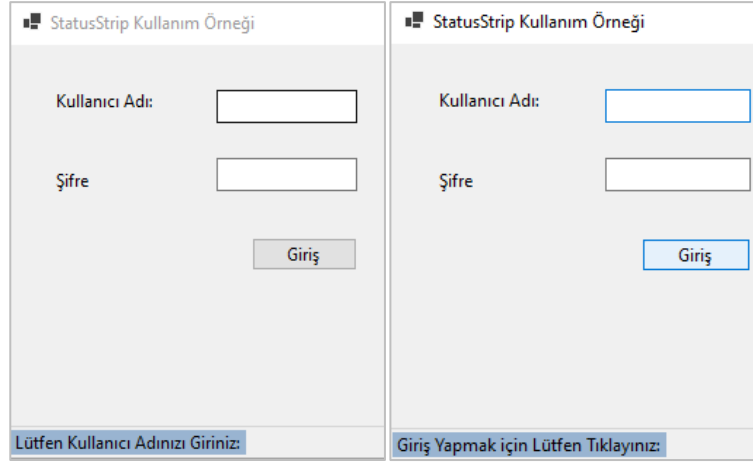 StatusStrip Kullanım Örneği
Kullanıcı Adı:
Şifre
Giriş
Lütfen Kullanıcı Adınızı Giriniz:
StatusStrip Kullanım Örneği
Kullanıcı Adı:
Şifre
Giriş
Giriş Yapmak için Lütfen Tıklayınız: